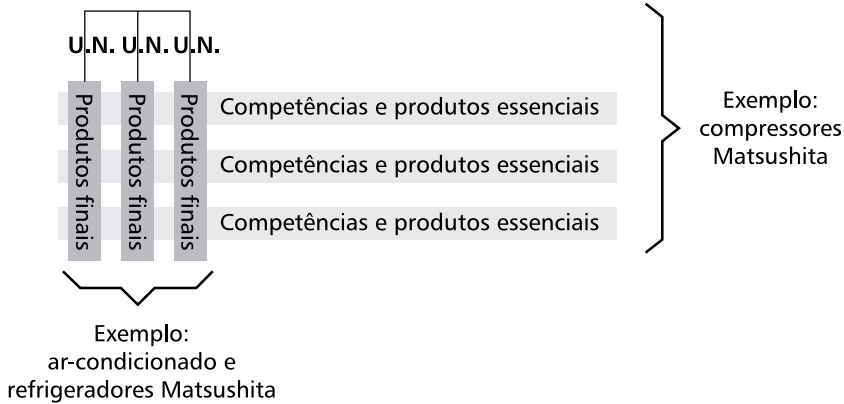 U.N. U.N. U.N.
Produtos finais
Produtos finais
Produtos finais
Competências e produtos essenciais
Competências e produtos essenciais
Competências e produtos essenciais
Exemplo:
compressores
Matsushita
Exemplo:
ar-condicionado e
refrigeradores Matsushita